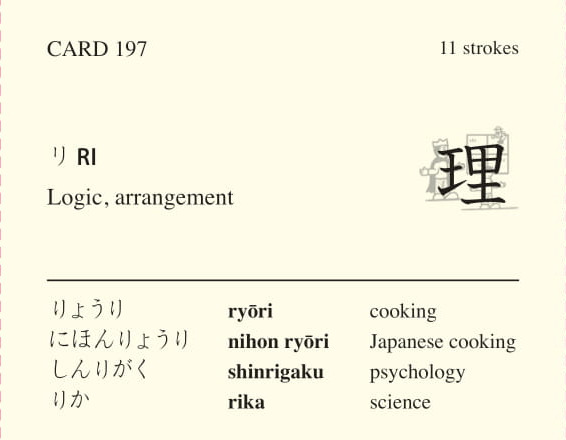 CARD 197 11 strokes
リ RI
Logic, arrangement
理
りょうり ryōri cooking
にほんりょうり nihon ryōri Japanese cooking
しんりがく shinrigaku psychology
りか rika science